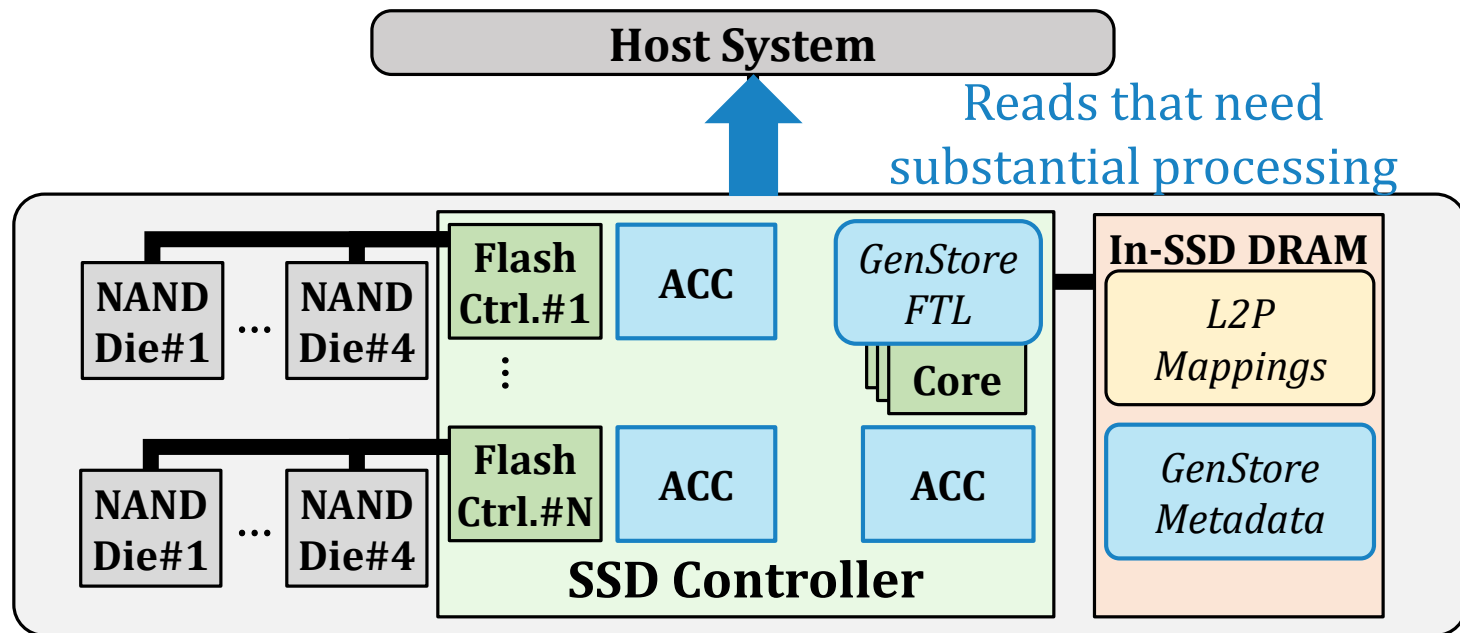 Host System
Reads that need
substantial processing
NAND
Die#1
...
NAND
Die#4
Flash
Ctrl.#1
ACC
GenStore
FTL
Core
In-SSD DRAM
L2P
Mappings
⋮
NAND
Die#1
...
NAND
Die#4
Flash
Ctrl.#N
ACC
ACC
GenStore
Metadata
SSD Controller